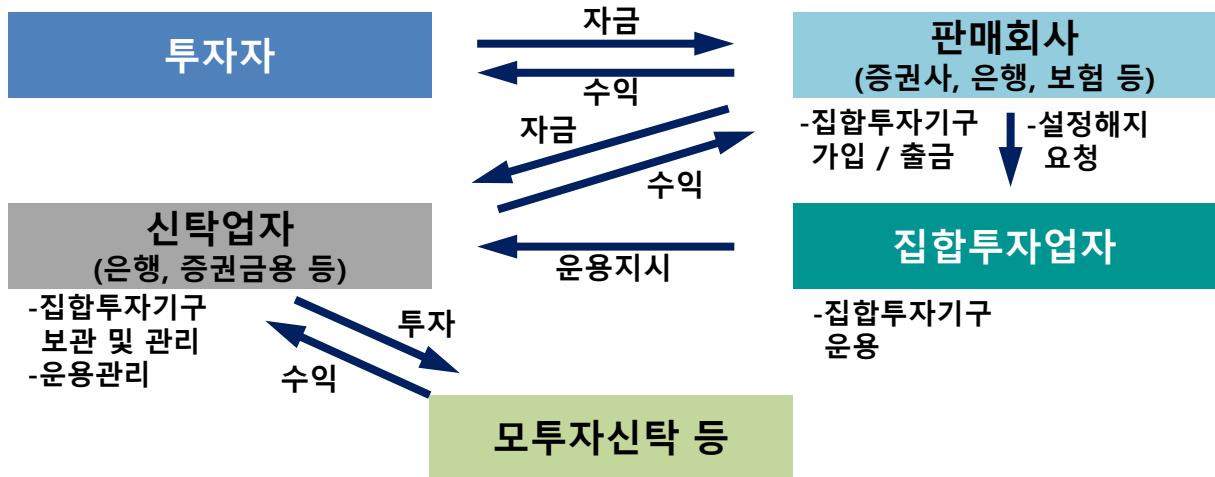 투자자
자금
수익
판매회사
(증권사, 은행, 보험 등)
-집합투자기구
가입 / 출금
-설정해지
요청
자금
수익
신탁업자
(은행, 증권금용 등)
-집합투자기구
보관 및 관리
-운용관리
운용지시
집합투자업자
-집합투자기구
운용
투자
수익
모투자신탁 등